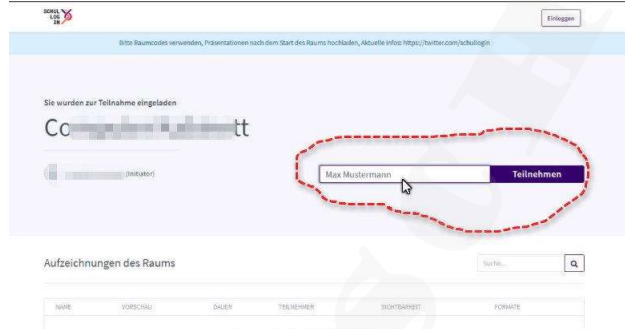 SCHUL
LOG
IN
Einloggen
Bitte Raumcodes verwenden, Präsentationen nach dem Start des Raums hochladen, Aktuelle Infos: https://twitter.com/schullogin
Sie wurden zur Teilnahme eingeladen
Co tt
(Initiator)
Max Mustermann
Teilnehmen
Aufzeichnungen des Raums
Suche...
NAME VORSCHAU DAUER TEILNEHMER SICHTBARKEIT FORMATE